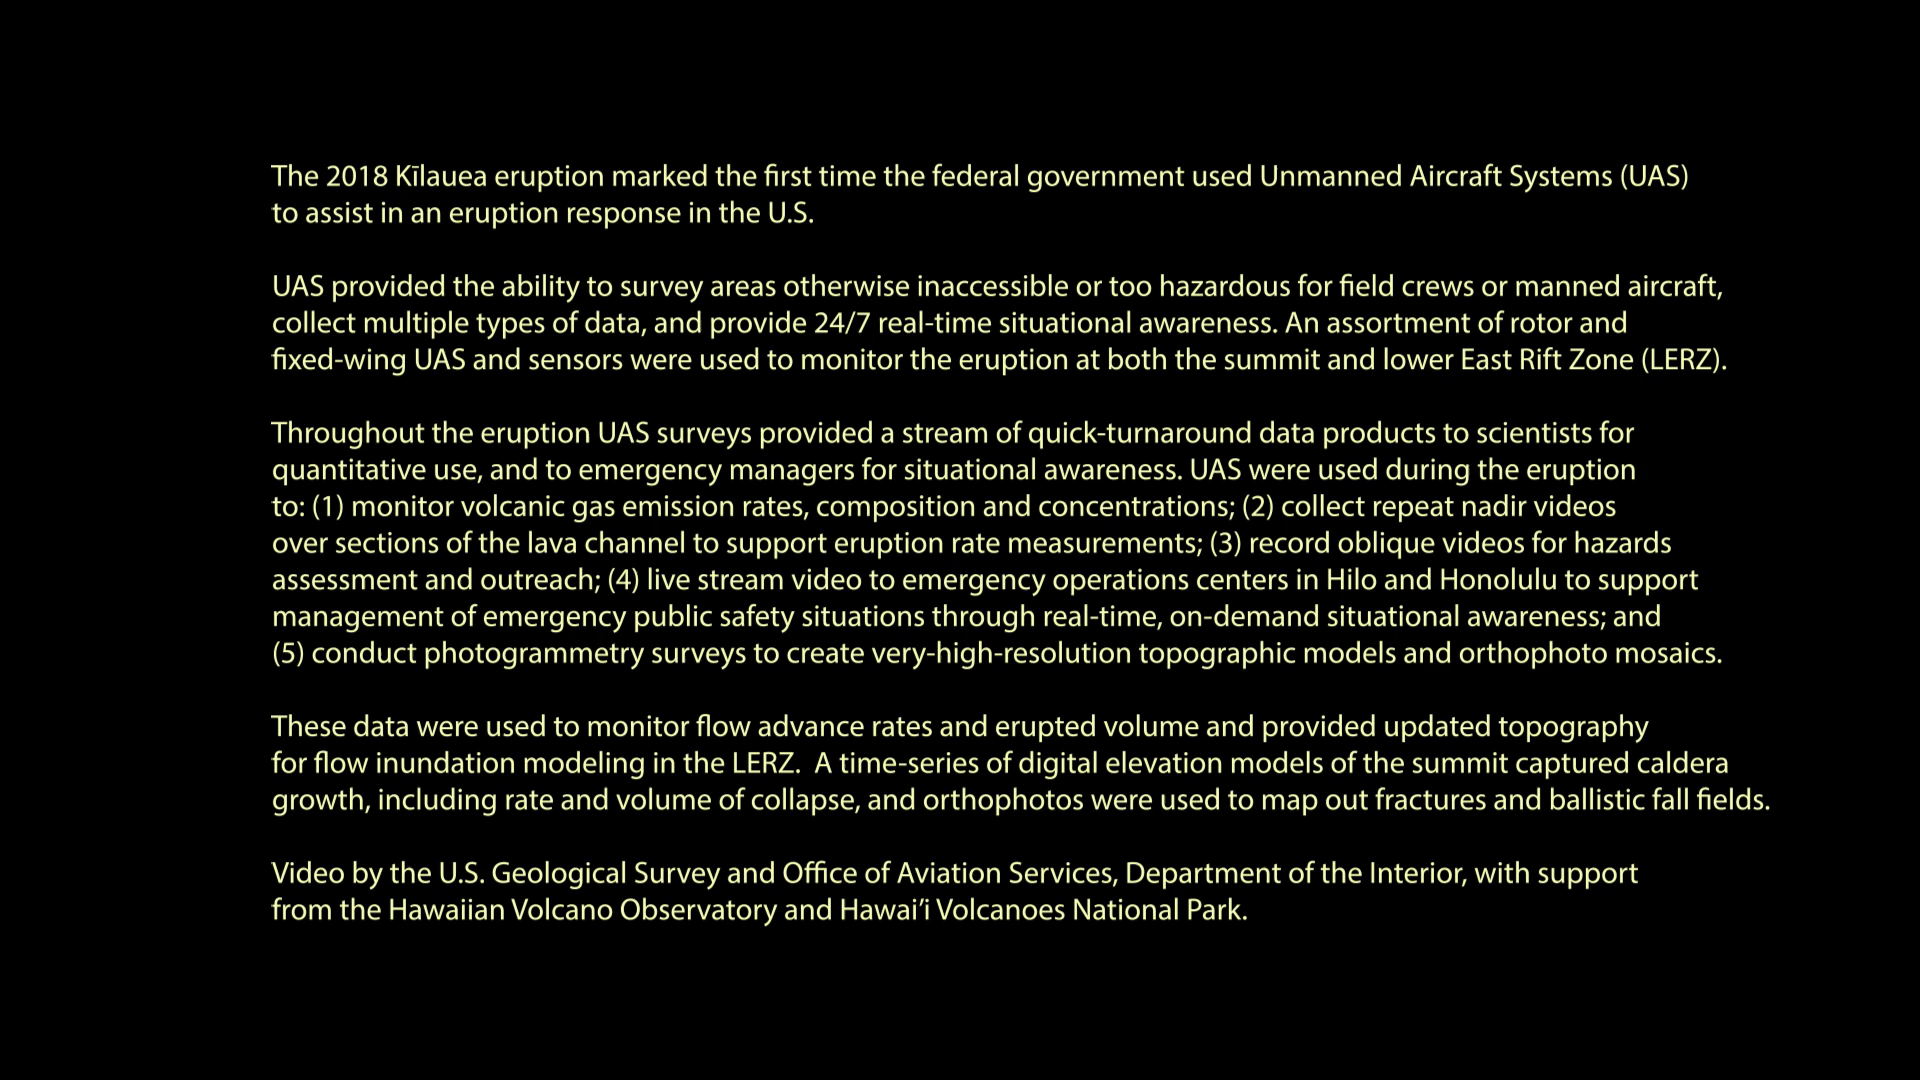 The 2018 Kīlauea eruption marked the first time the federal government used Unmanned Aircraft Systems (UAS)
to assist in an eruption response in the U.S.
UAS provided the ability to survey areas otherwise inaccessible or too hazardous for field crews or manned aircraft,
collect multiple types of data, and provide 24/7 real-time situational awareness. An assortment of rotor and
fixed-wing UAS and sensors were used to monitor the eruption at both the summit and lower East Rift Zone (LERZ).
Throughout the eruption UAS surveys provided a stream of quick-turnaround data products to scientists for
quantitative use, and to emergency managers for situational awareness. UAS were used during the eruption
to: (1) monitor volcanic gas emission rates, composition and concentrations; (2) collect repeat nadir videos
over sections of the lava channel to support eruption rate measurements; (3) record oblique videos for hazards
assessment and outreach; (4) live stream video to emergency operations centers in Hilo and Honolulu to support
management of emergency public safety situations through real-time, on-demand situational awareness; and
(5) conduct photogrammetry surveys to create very-high-resolution topographic models and orthophoto mosaics.
These data were used to monitor flow advance rates and erupted volume and provided updated topography
for flow inundation modeling in the LERZ.  A time-series of digital elevation models of the summit captured caldera
growth, including rate and volume of collapse, and orthophotos were used to map out fractures and ballistic fall fields.
Video by the U.S. Geological Survey and Office of Aviation Services, Department of the Interior, with support
from the Hawaiian Volcano Observatory and Hawai’i Volcanoes National Park.